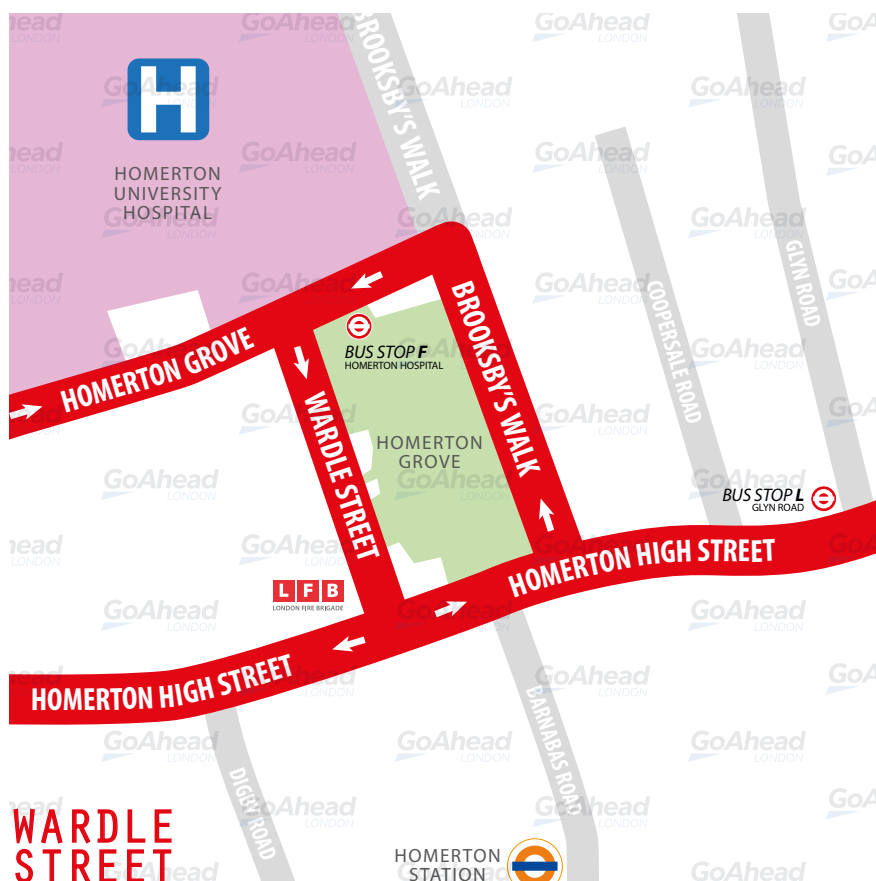 BROOKSBY'S WALK
H
HOMERTON
UNIVERSITY
HOSPITAL
GLYN ROAD
COOPERSALE ROAD
BROOKSBY'S WALK
BUS STOP F
HOMERTON HOSPITAL
HOMERTON GROVE
WARDLE STREET
HOMERTON
GROVE
BUS STOP L
GLYN ROAD
HOMERTON HIGH STREET
LFB
LONDON FIRE BRIGADE
HOMERTON HIGH STREET
BARNABAS ROAD
DIGBY ROAD
WARDLE
STREET
HOMERTON
STATION
GoAhead
LONDON